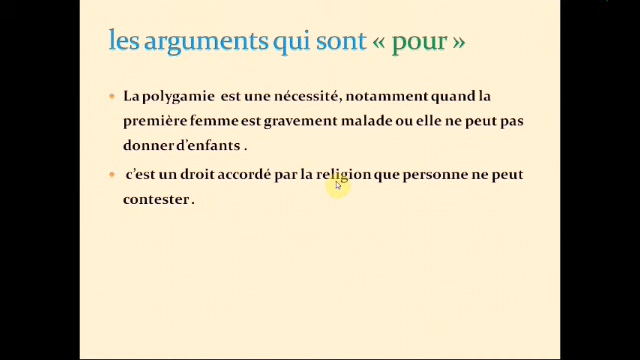 les arguments qui sont « pour »
La polygamie est une nécessité, notamment quand la
première femme est gravement malade ou elle ne peut pas
donner d'enfants .
c'est un droit accordé par la religion que personne ne peut
contester .